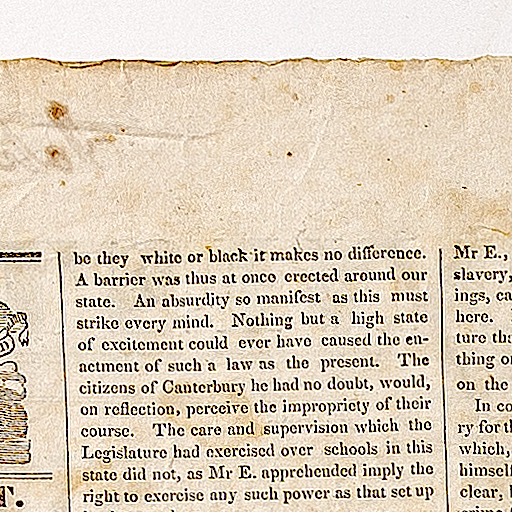 be they white or black it makes no difference.
A barrier was thus at once erected around our
state. An absurdity so manifest as this must
strike every mind. Nothing but a high state
of excitement could ever have caused the en-
actment of such a law as the present. The
citizens of Canterbury he had no doubt, would,
on reflection, perceive the impropriety of their
course. The care and supervision which the
Legislature had exercised over schools in this
state did not, as Mr E. apprehended imply the
right to exercise any such power as that set up
Mr E.,
slavery,
ings, ca
here.
ture tha
thing o
on the
In co
ry for th
which,
himself
clear,
T.